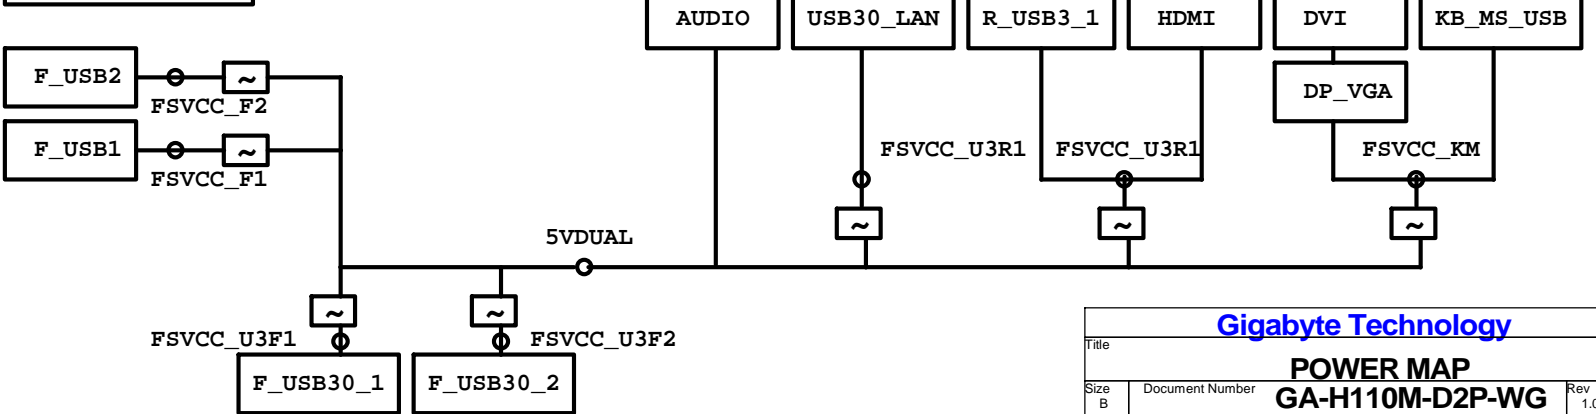 AUDIO
USB30_LAN
R_USB3_1
HDMI
DVI
KB_MS_USB
F_USB2
~
FSVCC_F2
DP_VGA
F_USB1
~
FSVCC_F1
FSVCC_U3R1
FSVCC_U3R1
FSVCC_KM
~
~
~
5VDUAL
~
~
FSVCC_U3F1
FSVCC_U3F2
F_USB30_1
F_USB30_2
Gigabyte Technology
Title
POWER MAP
Size
B
Document Number
GA-H110M-D2P-WG
Rev